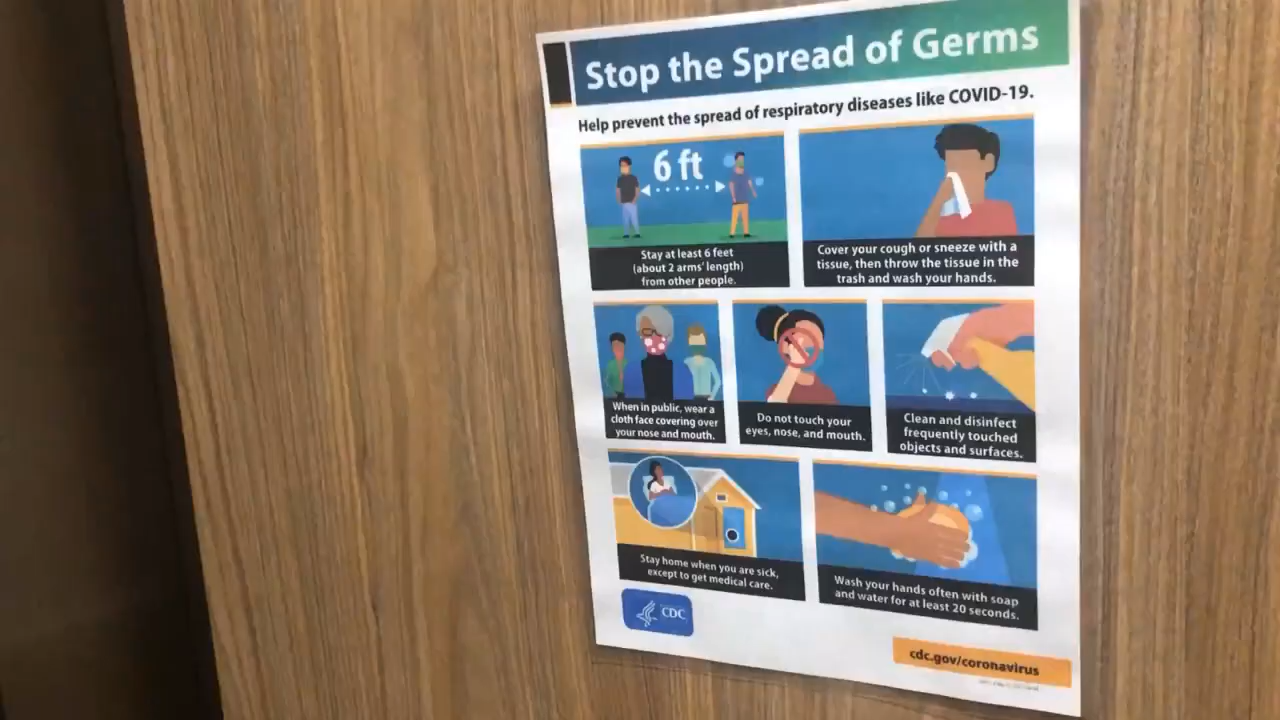 Stop the Spread of Germs
Help prevent the spread of respiratory diseases like COVID-19.
6 ft
Stay at least 6 feet
(about 2 arms' length)
from other people.
Cover your cough or sneeze with a
tissue, then throw the tissue in the
trash and wash your hands.
When in public, wear a
cloth face covering over
your nose and mouth.
Do not touch your
eyes, nose, and mouth.
Clean and disinfect
frequently touched
objects and surfaces.
Stay home when you are sick,
except to get medical care.
Wash your hands often with soap
and water for at least 20 seconds.
CDC
cdc.gov/coronavirus